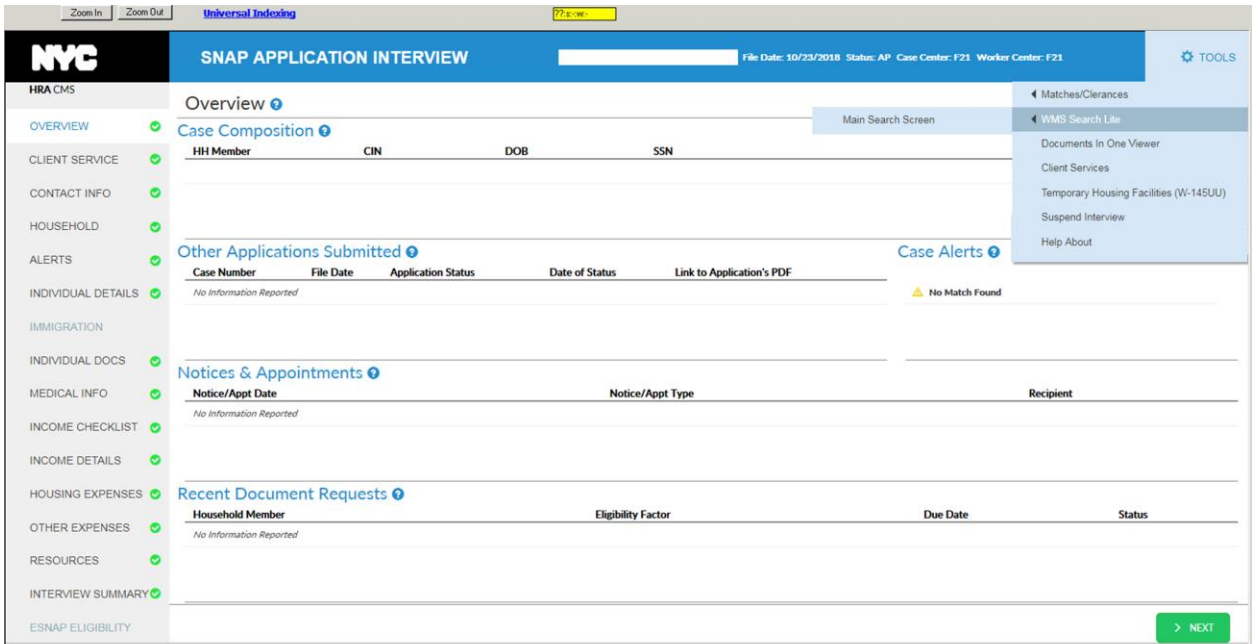 Zoom In Zoom Out Universal Indexing
NYC SNAP APPLICATION INTERVIEW File Date: 10/23/2018 Status: AP Case Center: F21 Worker Center: F21 TOOLS
HRA CMS
OVERVIEW
CLIENT SERVICE
CONTACT INFO
HOUSEHOLD
ALERTS
INDIVIDUAL DETAILS
IMMIGRATION
INDIVIDUAL DOCS
MEDICAL INFO
INCOME CHECKLIST
INCOME DETAILS
HOUSING EXPENSES
OTHER EXPENSES
RESOURCES
INTERVIEW SUMMARY
ESNAP ELIGIBILITY
Matches/Clerances
WMS Search Lite
Main Search Screen
Documents In One Viewer
Client Services
Temporary Housing Facilities (W-145UU)
Suspend Interview
Help About
Overview
Case Composition
HH Member CIN DOB SSN
Other Applications Submitted
Case Number File Date Application Status Date of Status Link to Application's PDF
No Information Reported
Case Alerts
No Match Found
Notices & Appointments
Notice/Appt Date Notice/Appt Type Recipient
No Information Reported
Recent Document Requests
Household Member Eligibility Factor Due Date Status
No Information Reported
> NEXT